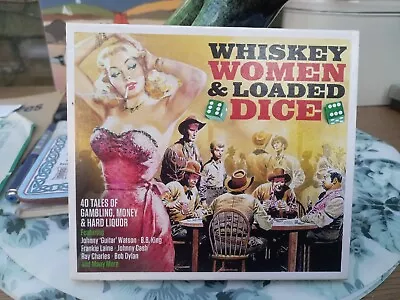 WHISKEY
WOMEN
& LOADED
DICE
40 TALES OF
GAMBLING, MONEY
& HARD LIQUOR
Featuring
Johnny 'Guitar' Watson · B.B. King
Frankie Laine · Johnny Cash
Ray Charles · Bob Dylan
and Many More